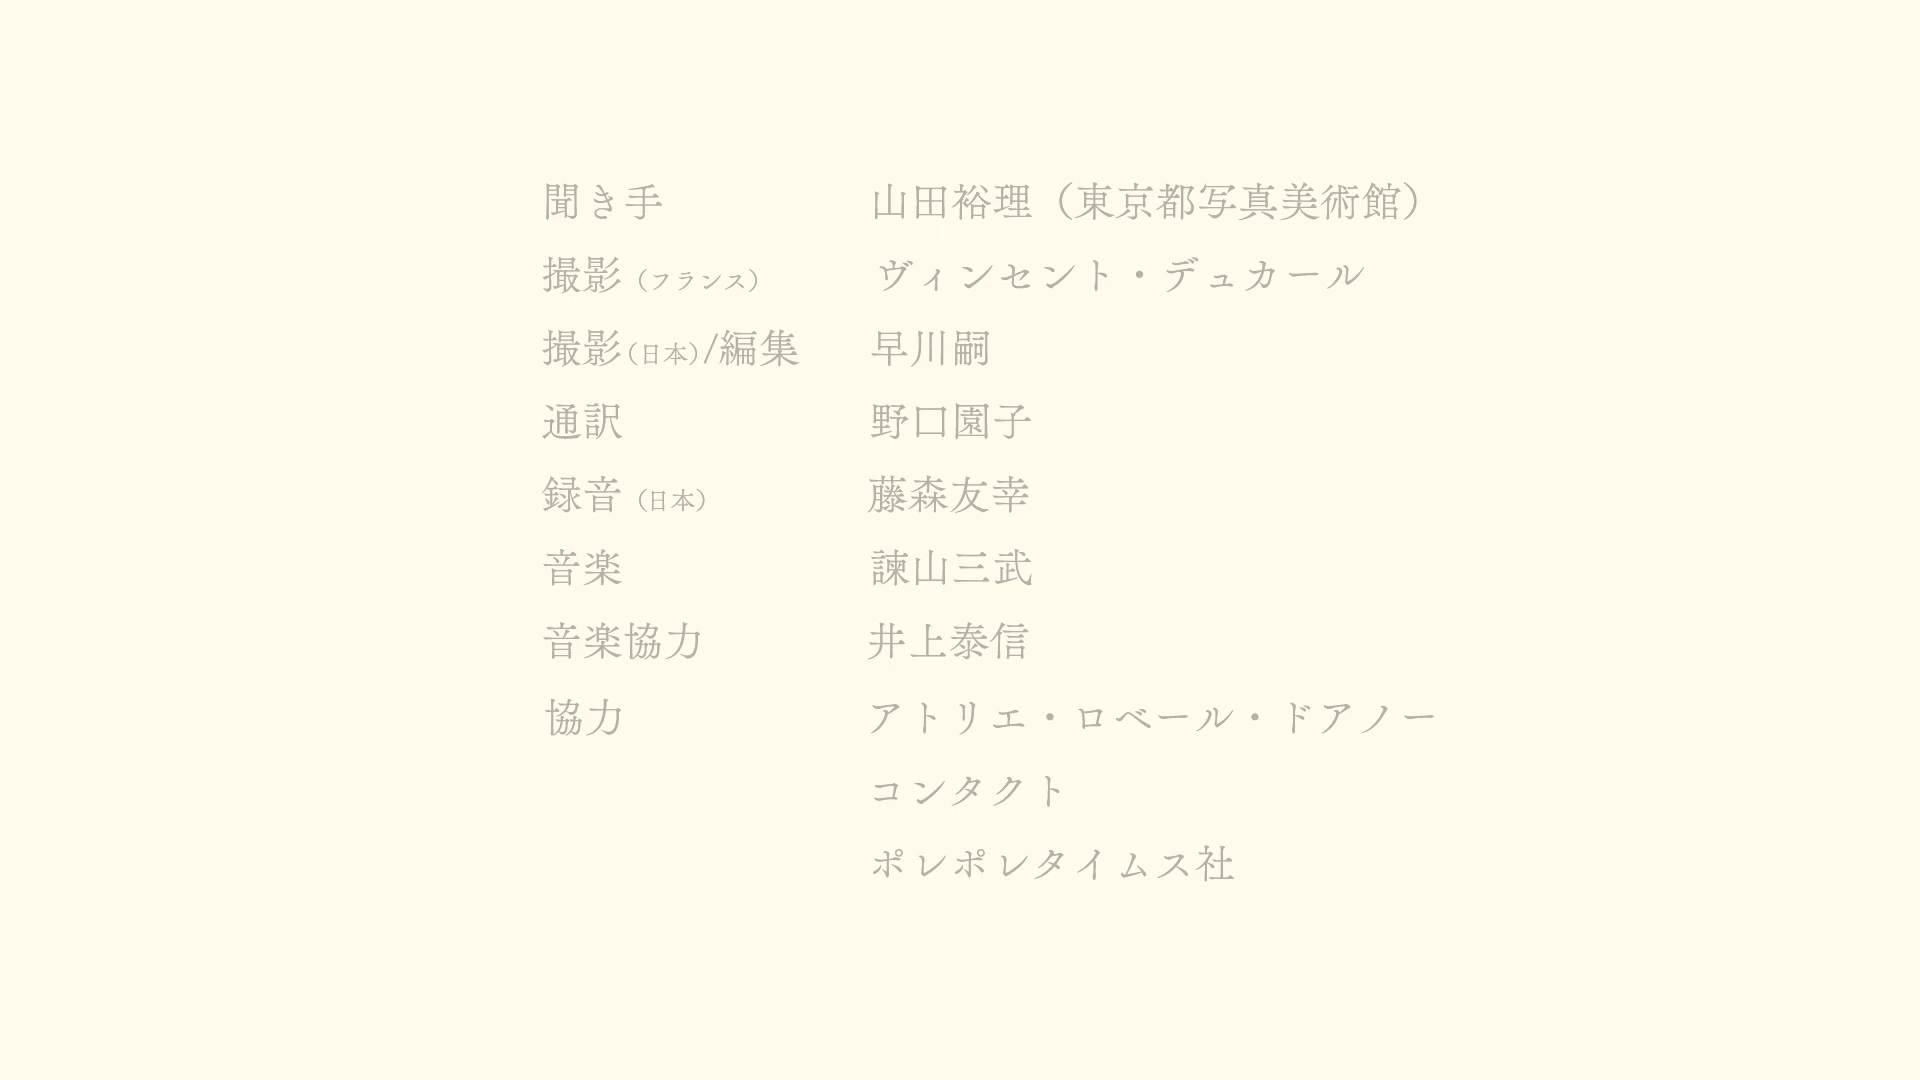 聞き手 山田裕理（東京都写真美術館）
撮影（フランス） ヴィンセント・デュカール
撮影（日本）/編集 早川嗣
通訳 野口園子
録音（日本） 藤森友幸
音楽 諫山三武
音楽協力 井上泰信
協力 アトリエ・ロベール・ドアノー
コンタクト
ポレポレタイムス社